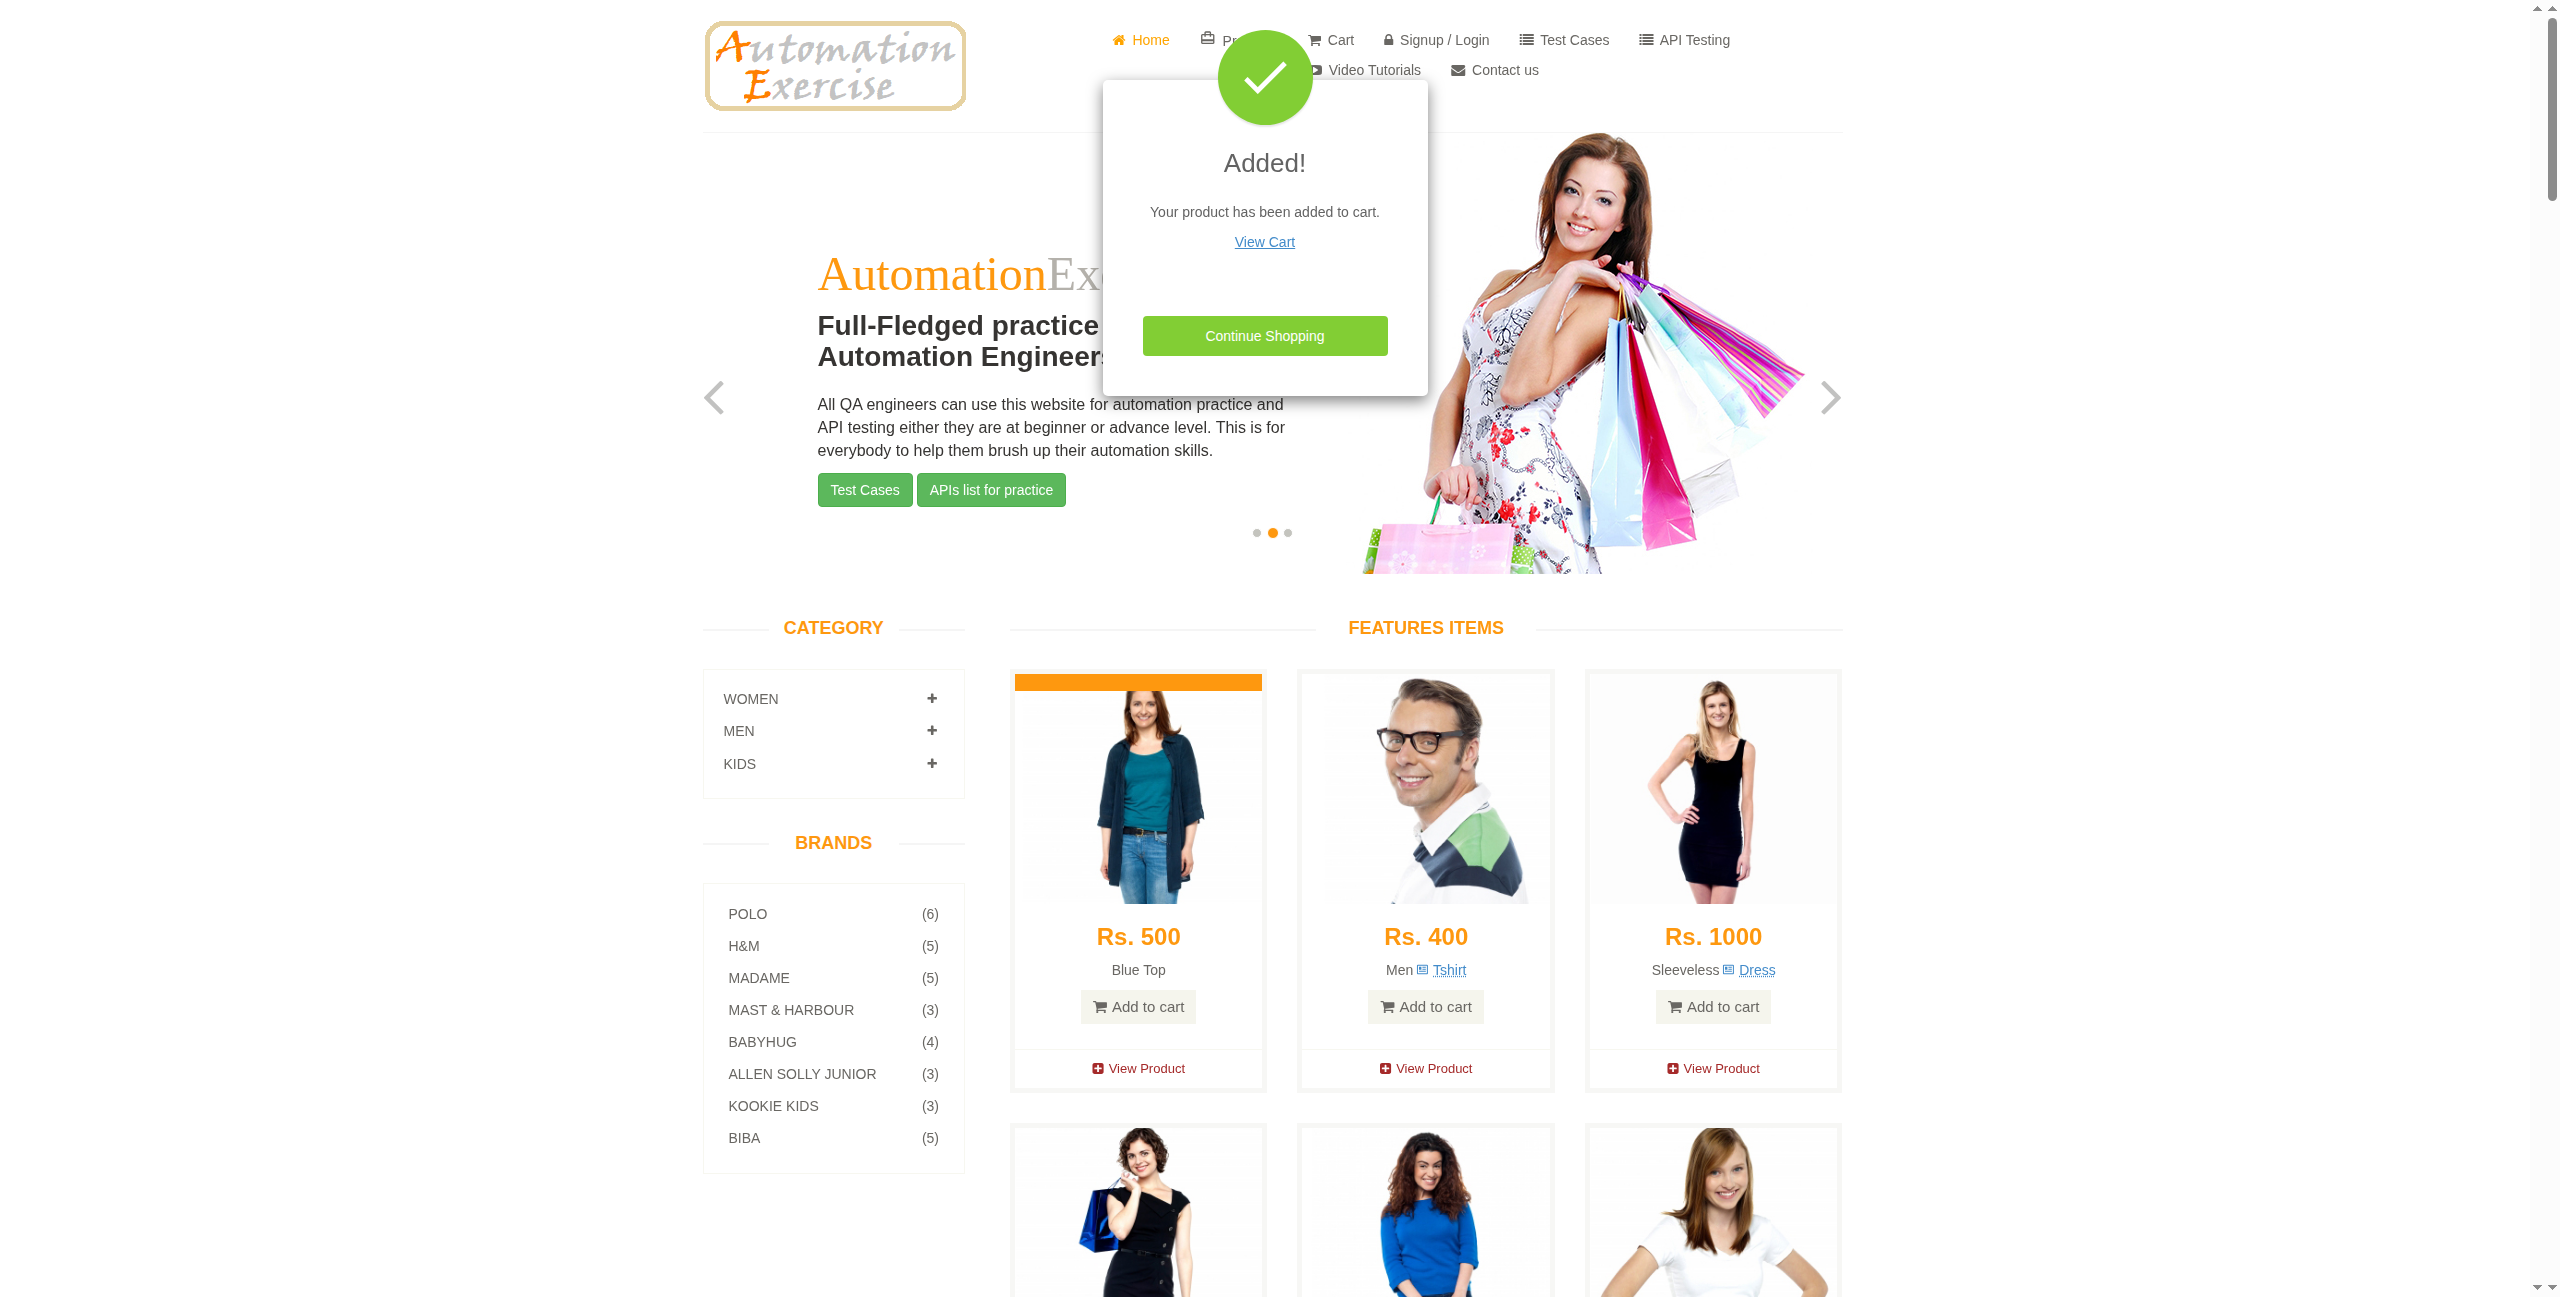 Automation
Exercise
Home
Cart
Signup / Login
Test Cases
API Testing
Video Tutorials
Contact us
Added!
Your product has been added to cart.
View Cart
Continue Shopping
Automation
Full-Fledged practice
Automation
All QA engineers can use this website for automation practice and
API testing either they are at beginner or advance level. This is for
everybody to help them brush up their automation skills.
Test Cases
APIs list for practice
CATEGORY
WOMEN
MEN
KIDS
BRANDS
POLO (6)
H&M (5)
MADAME (5)
MAST & HARBOUR (3)
BABYHUG (4)
ALLEN SOLLY JUNIOR (3)
KOOKIE KIDS (3)
BIBA (5)
FEATURES ITEMS
Rs. 500
Blue Top
Add to cart
View Product
Rs. 400
Men Tshirt
Add to cart
View Product
Rs. 1000
Sleeveless Dress
Add to cart
View Product